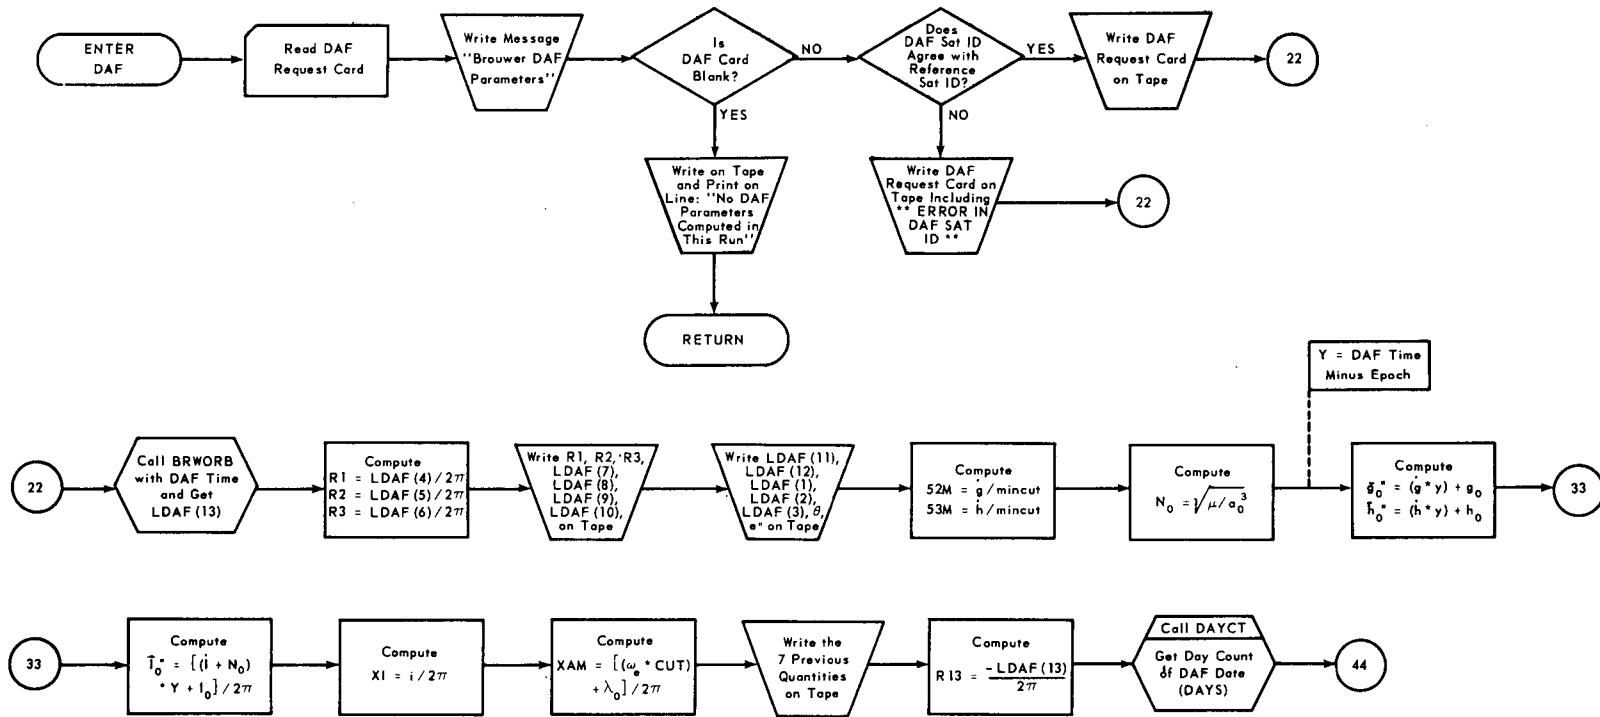 ENTER
DAF
Read DAF
Request Card
Write Message
"Brouwer DAF
Parameters"
Is
DAF Card
Blank?
NO
YES
Does
DAF Sat ID
Agree with
Reference
Sat ID?
YES
NO
Write DAF
Request Card
on Tape
22
Write on Tape
and Print on
Line: "No DAF
Parameters
Computed in
This Run"
Write DAF
Request Card on
Tape Including
** ERROR IN
DAF SAT
ID **
22
RETURN
Y = DAF Time
Minus Epoch
22
Call BRWORB
with DAF Time
and Get
LDAF (13)
Compute
R1 = LDAF (4) / 2π
R2 = LDAF (5) / 2π
R3 = LDAF (6) / 2π
Write R1, R2, R3,
LDAF (7),
LDAF (8),
LDAF (9),
LDAF (10),
on Tape
Write LDAF (11),
LDAF (12),
LDAF (1),
LDAF (2),
LDAF (3), θ,
e" on Tape
Compute
52M = ġ/mincut
53M = ḣ/mincut
Compute
N₀ = √μ/a₀³
Compute
g₀" = (ġ * y) + g₀
h₀" = (ḣ * y) + h₀
33
33
Compute
l₀" = [(l̇ + N₀)
* Y + l₀] / 2π
Compute
XI = i / 2π
Compute
XAM = [(ωₑ * CUT)
+ λ₀] / 2π
Write the
7 Previous
Quantities
on Tape
Compute
R13 = -LDAF (13) / 2π
Call DAYCT
Get Day Count
of DAF Date
(DAYS)
44